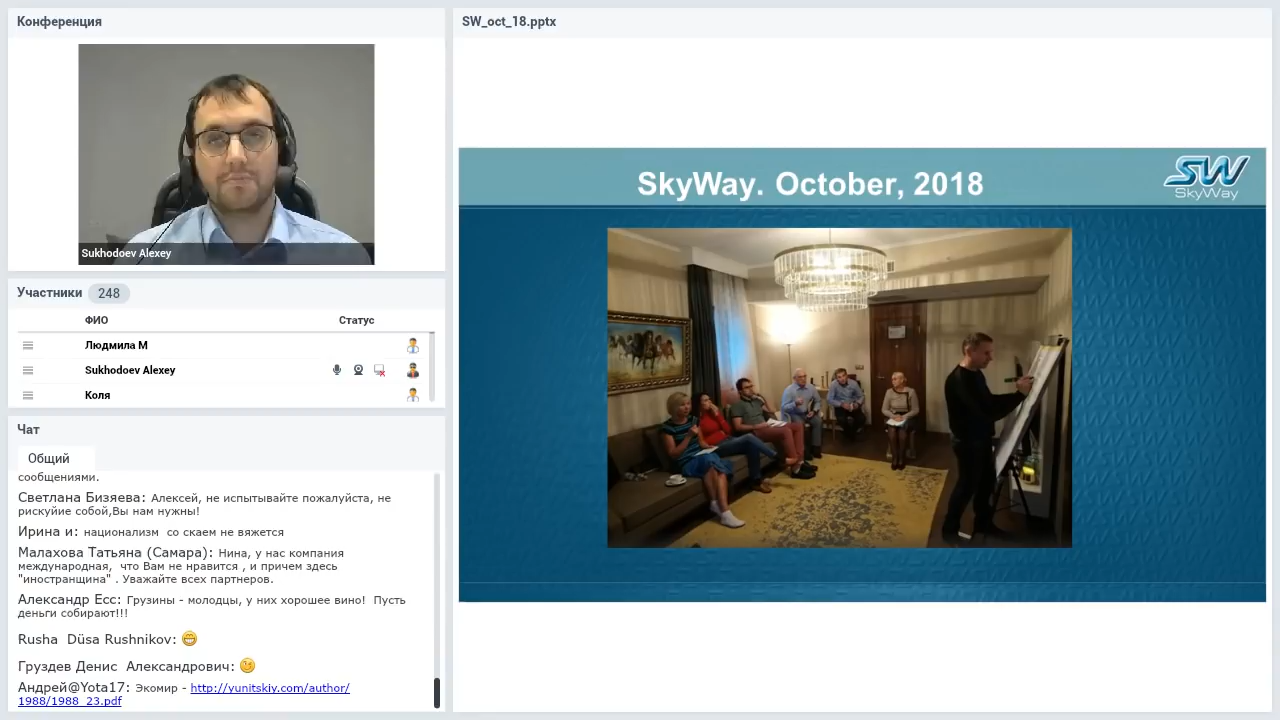 Конференция
Sukhodoev Alexey
Участники 248
ФИО Статус
Людмила М
Sukhodoev Alexey
Коля
Чат
Общий
сообщениями.
Светлана Бизяева: Алексей, не испытывайте пожалуйста, не
рискуйие собой,Вы нам нужны!
Ирина и: национализм со скаем не вяжется
Малахова Татьяна (Самара): Нина, у нас компания
международная, что Вам не нравится , и причем здесь
"иностранщина" . Уважайте всех партнеров.
Александр Есс: Грузины - молодцы, у них хорошее вино! Пусть
деньги собирают!!!
Rusha Düsa Rushnikov:
Груздев Денис Александрович:
Андрей@Yota17: Экомир - http://yunitskiy.com/author/
1988/1988_23.pdf
SW_oct_18.pptx
SkyWay. October, 2018
SW
SkyWay